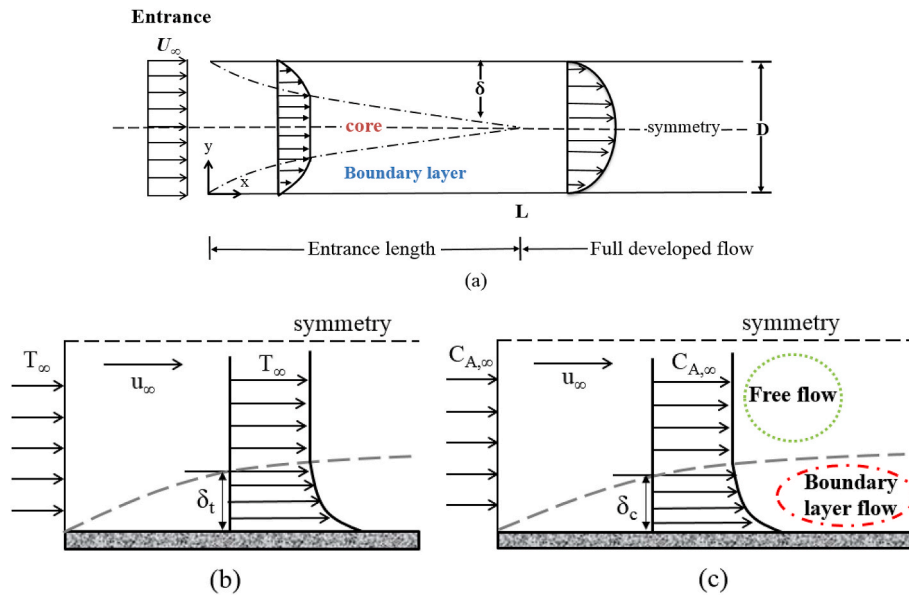 Entrance
U∞
δ
core
symmetry
D
y
x
Boundary layer
L
Entrance length
Full developed flow
(a)
symmetry
T∞
u∞
T∞
δt
(b)
symmetry
CA,∞
u∞
CA,∞
Free flow
δc
Boundary
layer flow
(c)